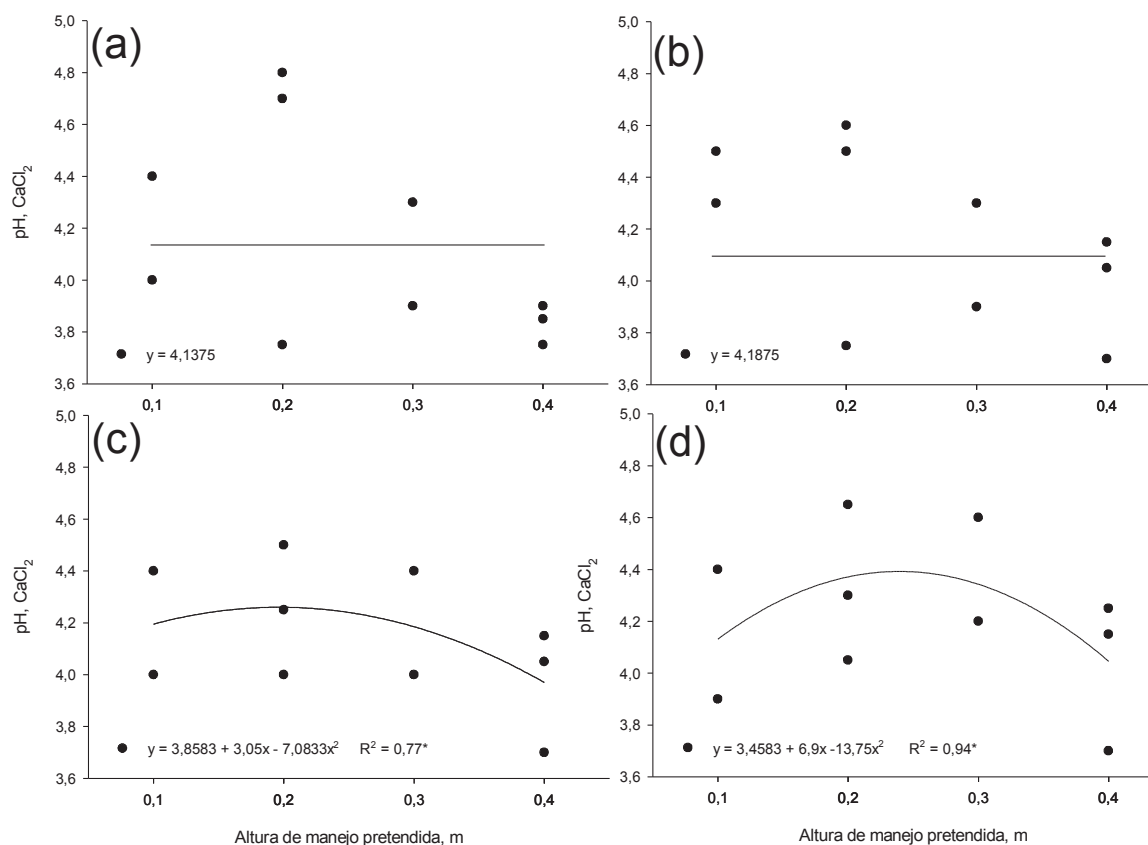 (a)
5,0
4,8
4,6
4,4
4,2
4,0
3,8
3,6
pH, CaCl₂
y = 4,1375
0,1 0,2 0,3 0,4
(b)
5,0
4,8
4,6
4,4
4,2
4,0
3,8
3,6
pH, CaCl₂
y = 4,1875
0,1 0,2 0,3 0,4
(c)
5,0
4,8
4,6
4,4
4,2
4,0
3,8
3,6
pH, CaCl₂
y = 3,8583 + 3,05x - 7,0833x² R² = 0,77*
0,1 0,2 0,3 0,4
Altura de manejo pretendida, m
(d)
5,0
4,8
4,6
4,4
4,2
4,0
3,8
3,6
pH, CaCl₂
y = 3,4583 + 6,9x -13,75x² R² = 0,94*
0,1 0,2 0,3 0,4
Altura de manejo pretendida, m